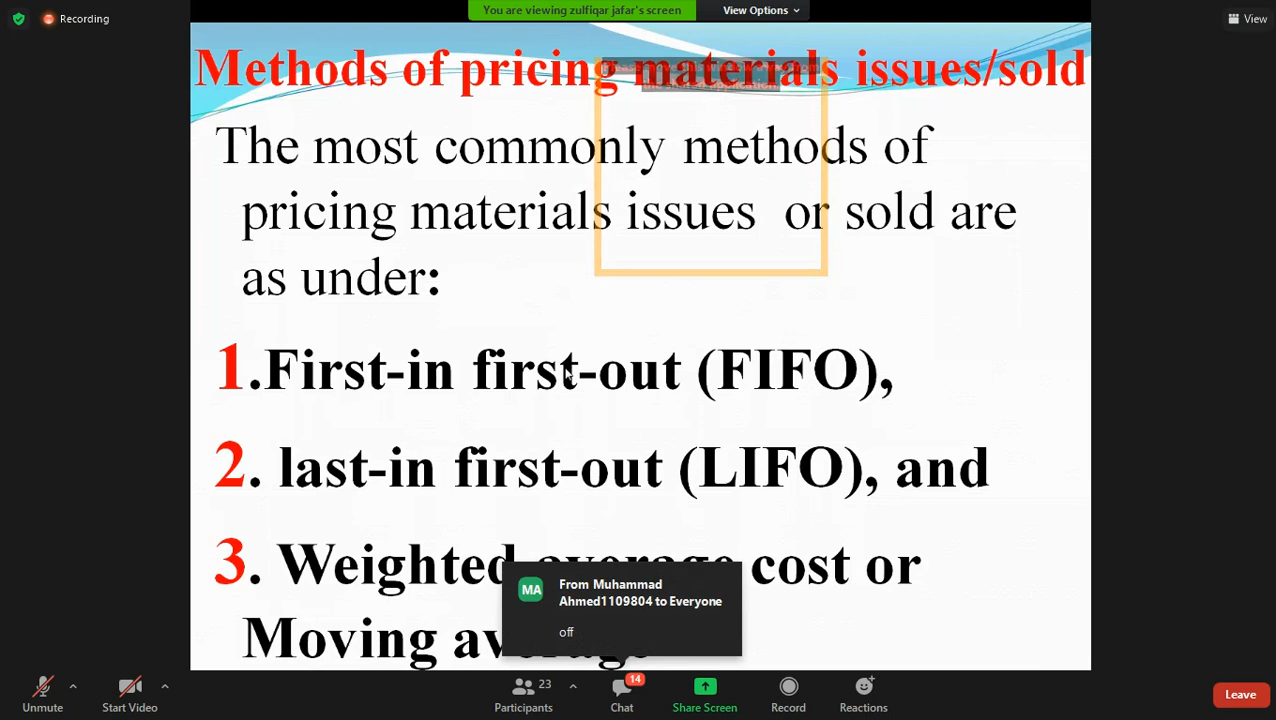 Recording
You are viewing zulfiqar jafar's screen
View Options
View
Methods of pricing materials issues/sold
The most commonly methods of
pricing materials issues or sold are
as under:
1.First-in first-out (FIFO),
2. last-in first-out (LIFO), and
3. Weighted average cost or
Moving average
MA
From Muhammad
Ahmed1109804 to Everyone
off
Unmute
Start Video
23
Participants
14
Chat
Share Screen
Record
Reactions
Leave